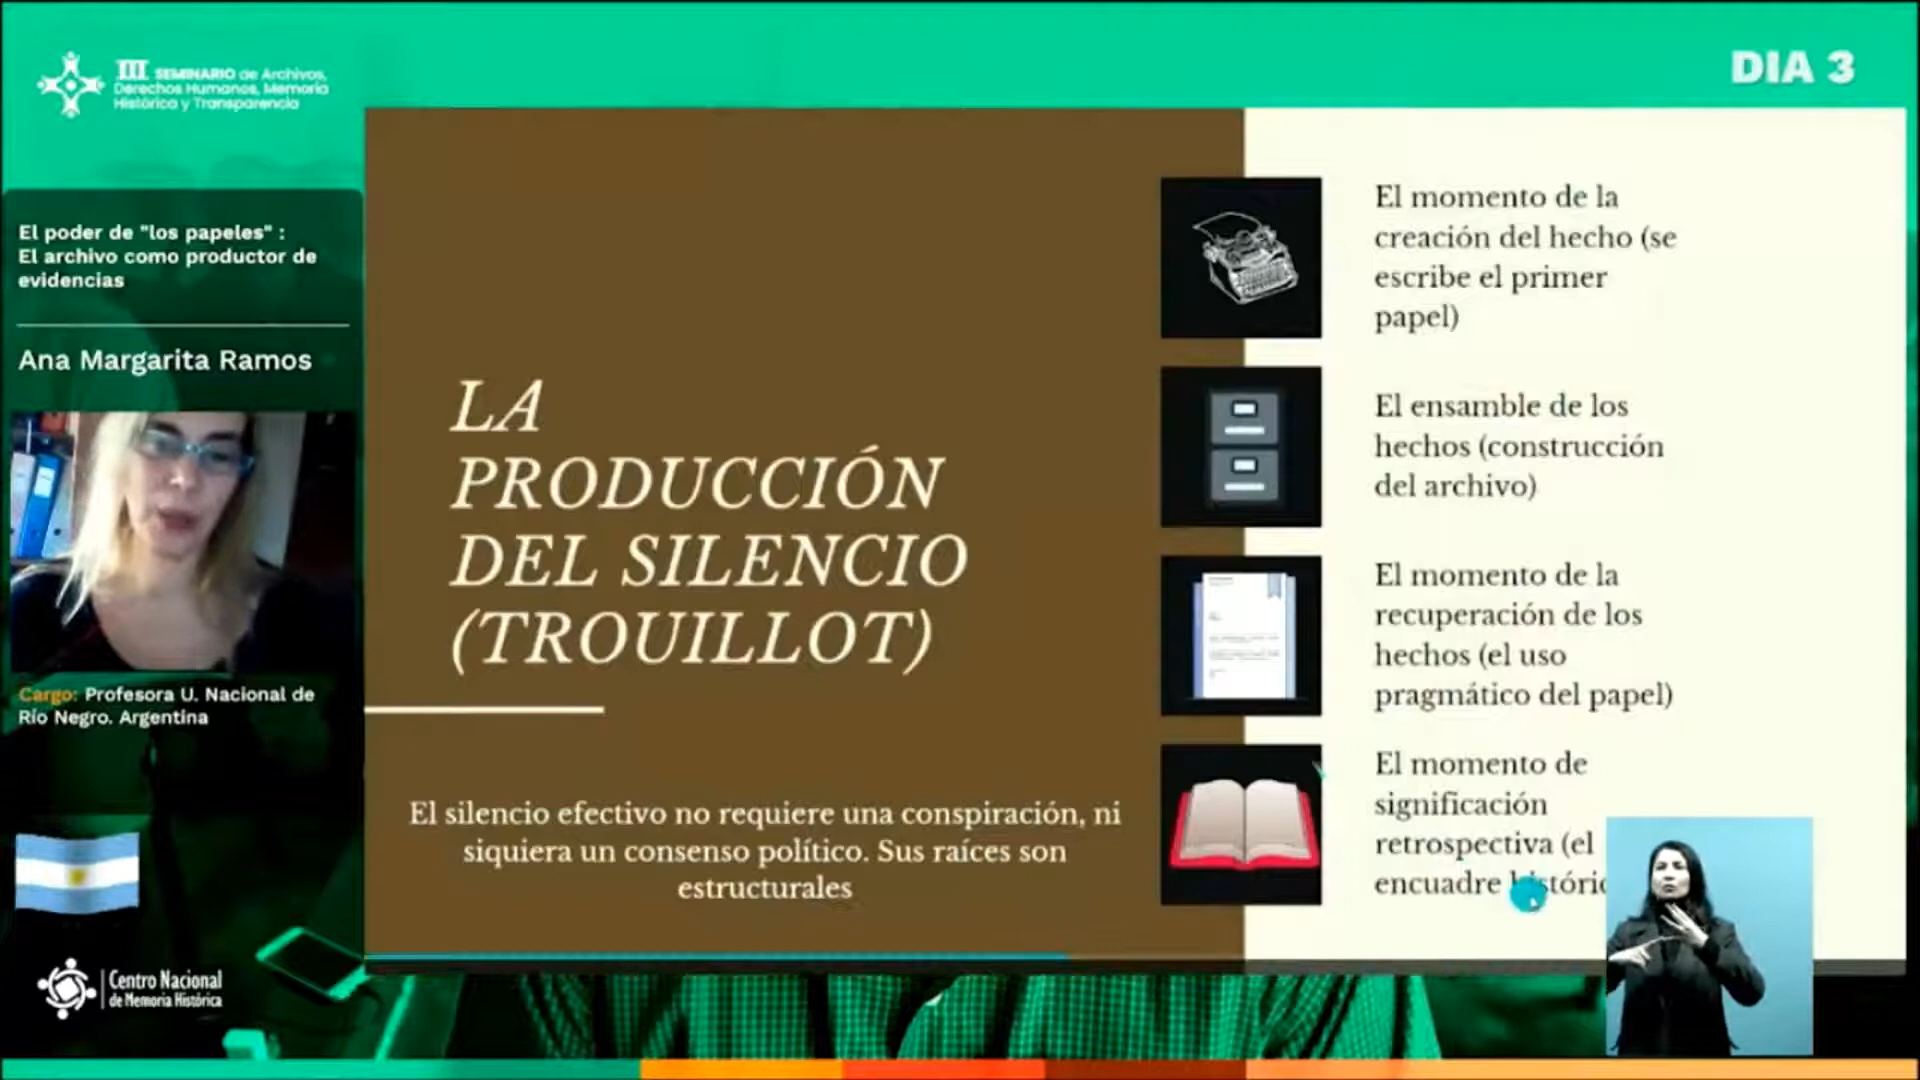 III SEMINARIO de Archivos,
Derechos Humanos, Memoria
Histórica y Transparencia
DIA 3
El poder de "los papeles" :
El archivo como productor de
evidencias
Ana Margarita Ramos
Cargo: Profesora U. Nacional de
Río Negro. Argentina
Centro Nacional
de Memoria Histórica
LA
PRODUCCIÓN
DEL SILENCIO
(TROUILLOT)
El silencio efectivo no requiere una conspiración, ni
siquiera un consenso político. Sus raíces son
estructurales
El momento de la
creación del hecho (se
escribe el primer
papel)
El ensamble de los
hechos (construcción
del archivo)
El momento de la
recuperación de los
hechos (el uso
pragmático del papel)
El momento de
significación
retrospectiva (el
encuadre